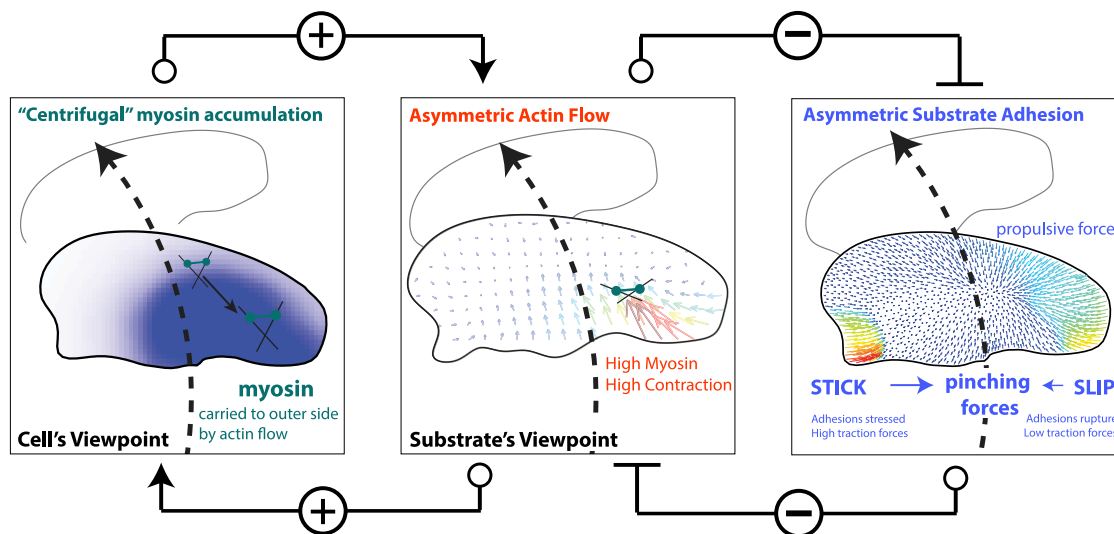 +
−
"Centrifugal" myosin accumulation
myosin
carried to outer side
by actin flow
Cell's Viewpoint
Asymmetric Actin Flow
High Myosin
High Contraction
Substrate's Viewpoint
Asymmetric Substrate Adhesion
propulsive force
STICK
pinching
forces
SLIP
Adhesions stressed
High traction forces
Adhesions rupture
Low traction forces
+
−